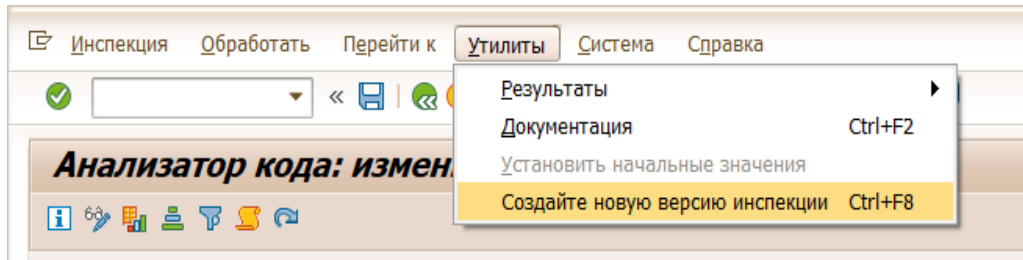 Инспекция Обработать Перейти к Утилиты Система Справка
Результаты
Документация Ctrl+F2
Анализатор кода: измен
Установить начальные значения
Создайте новую версию инспекции Ctrl+F8